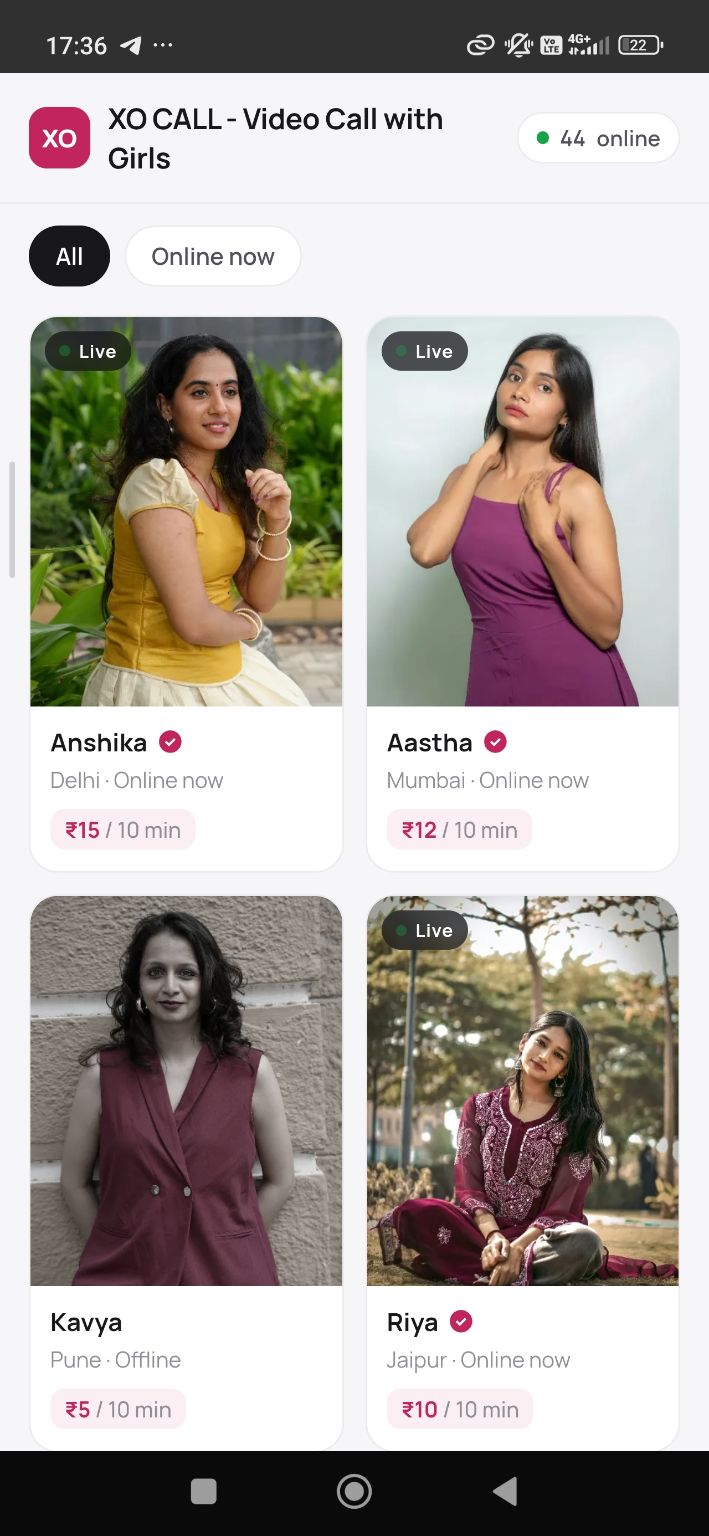 17:36
Vo LTE 4G+ 22
XO
XO CALL - Video Call with
Girls
44 online
All
Online now
Live
Live
Anshika
Aastha
Delhi · Online now
Mumbai · Online now
₹15 / 10 min
₹12 / 10 min
Live
Kavya
Riya
Pune · Offline
Jaipur · Online now
₹5 / 10 min
₹10 / 10 min